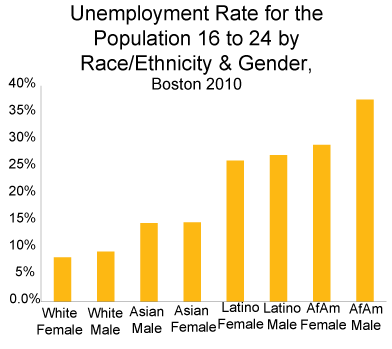 Unemployment Rate for the
Population 16 to 24 by
Race/Ethnicity & Gender,
Boston 2010
40%
35%
30%
25%
20%
15%
10%
5%
0.0%
White Female
White Male
Asian Male
Asian Female
Latino Female
Latino Male
AfAm Female
AfAm Male